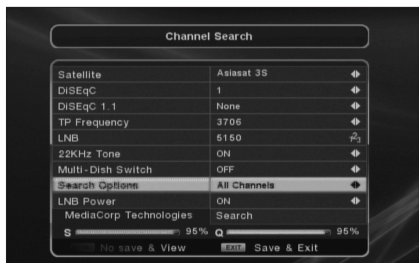 Channel Search
Satellite Asiasat 3S
DiSEqC 1
DiSEqC 1.1 None
TP Frequency 3706
LNB 5150
22KHz Tone ON
Multi-Dish Switch OFF
Search Options All Channels
LNB Power ON
MediaCorp Technologies Search
S 95% Q 95%
No save & View EXIT Save & Exit